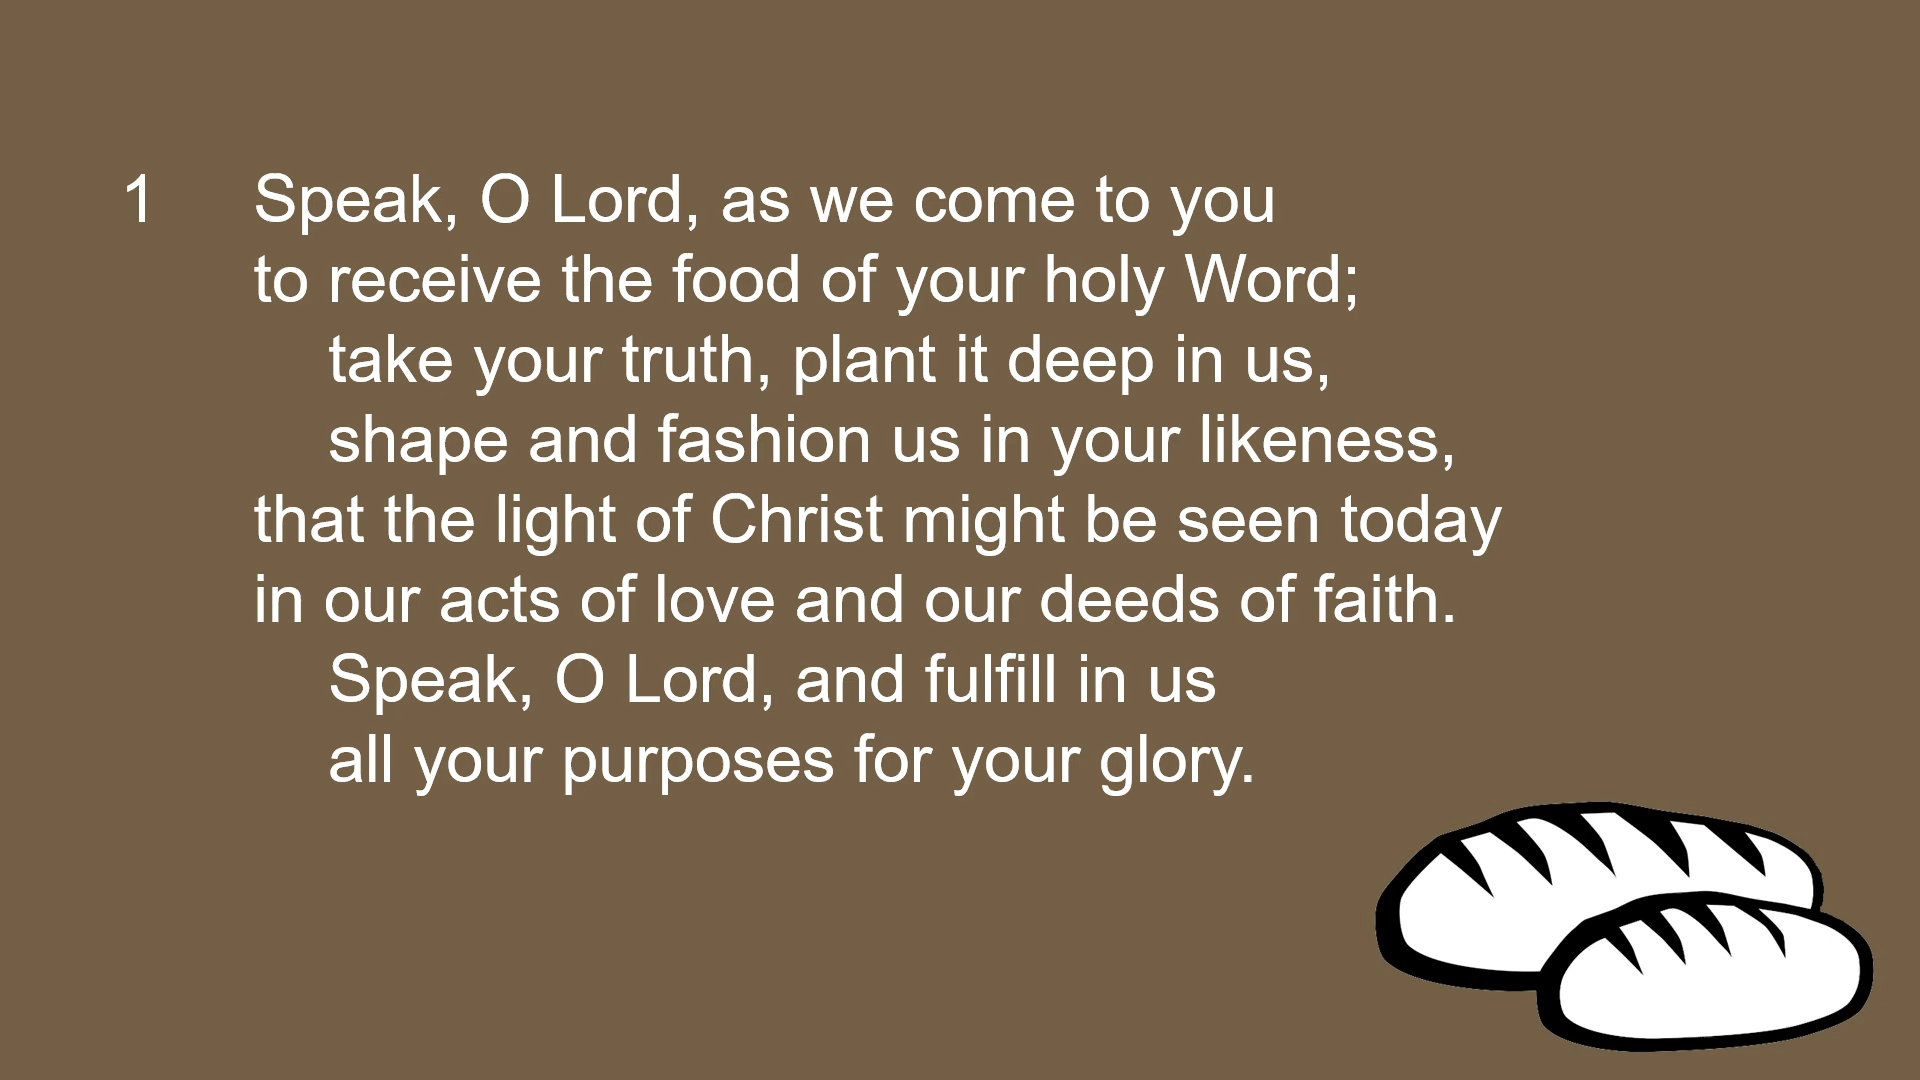 1 Speak, O Lord, as we come to you
to receive the food of your holy Word;
take your truth, plant it deep in us,
shape and fashion us in your likeness,
that the light of Christ might be seen today
in our acts of love and our deeds of faith.
Speak, O Lord, and fulfill in us
all your purposes for your glory.